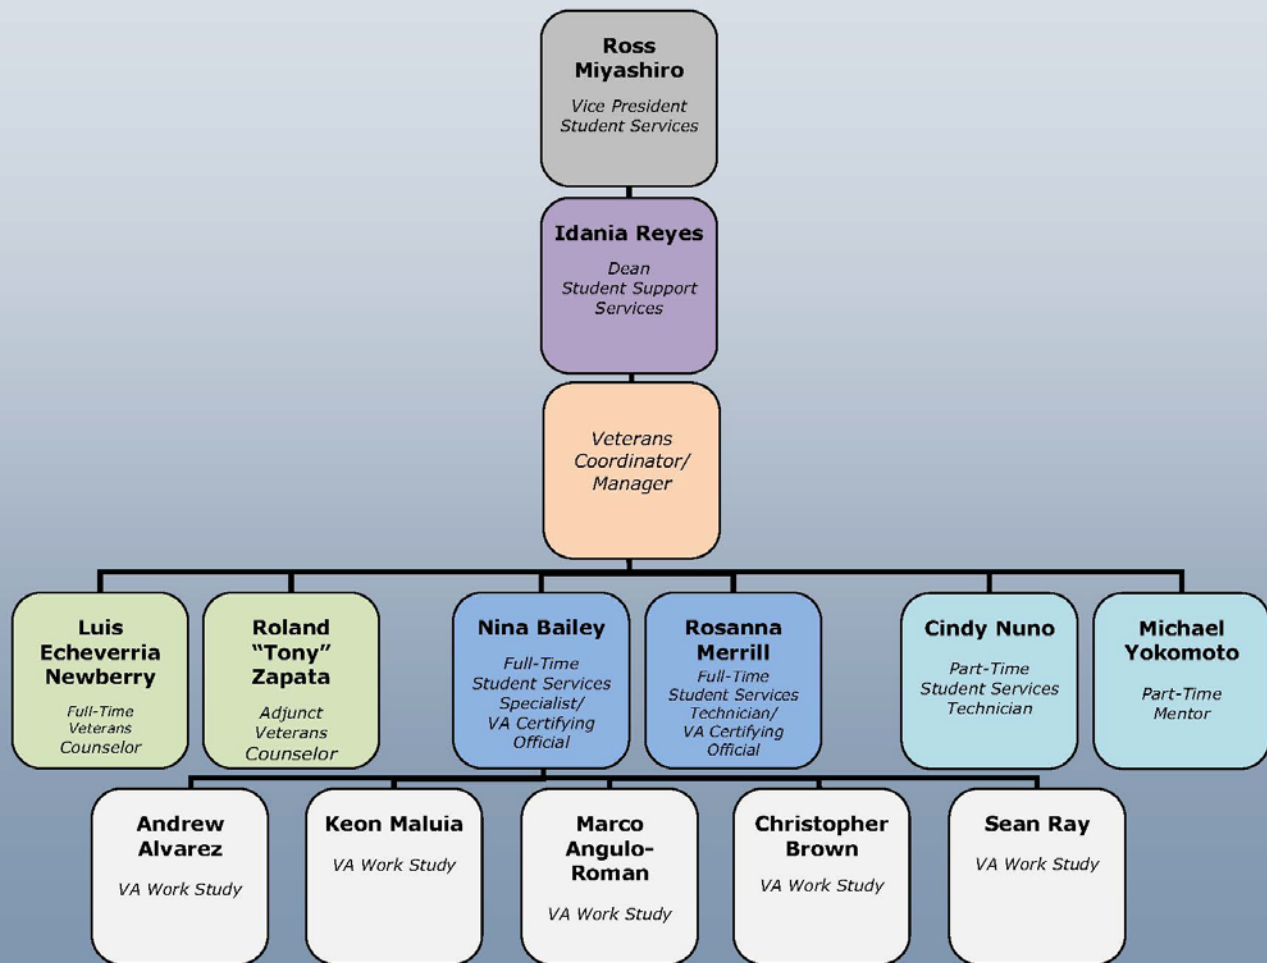 Ross
Miyashiro
Vice President
Student Services
Idania Reyes
Dean
Student Support
Services
Veterans
Coordinator/
Manager
Luis
Echeverria
Newberry
Full-Time
Veterans
Counselor
Roland
“Tony”
Zapata
Adjunct
Veterans
Counselor
Nina Bailey
Full-Time
Student Services
Specialist/
VA Certifying
Official
Rosanna
Merrill
Full-Time
Student Services
Technician/
VA Certifying
Official
Cindy Nuno
Part-Time
Student Services
Technician
Michael
Yokomoto
Part-Time
Mentor
Andrew
Alvarez
VA Work Study
Keon Maluia
VA Work Study
Marco
Angulo-
Roman
VA Work Study
Christopher
Brown
VA Work Study
Sean Ray
VA Work Study